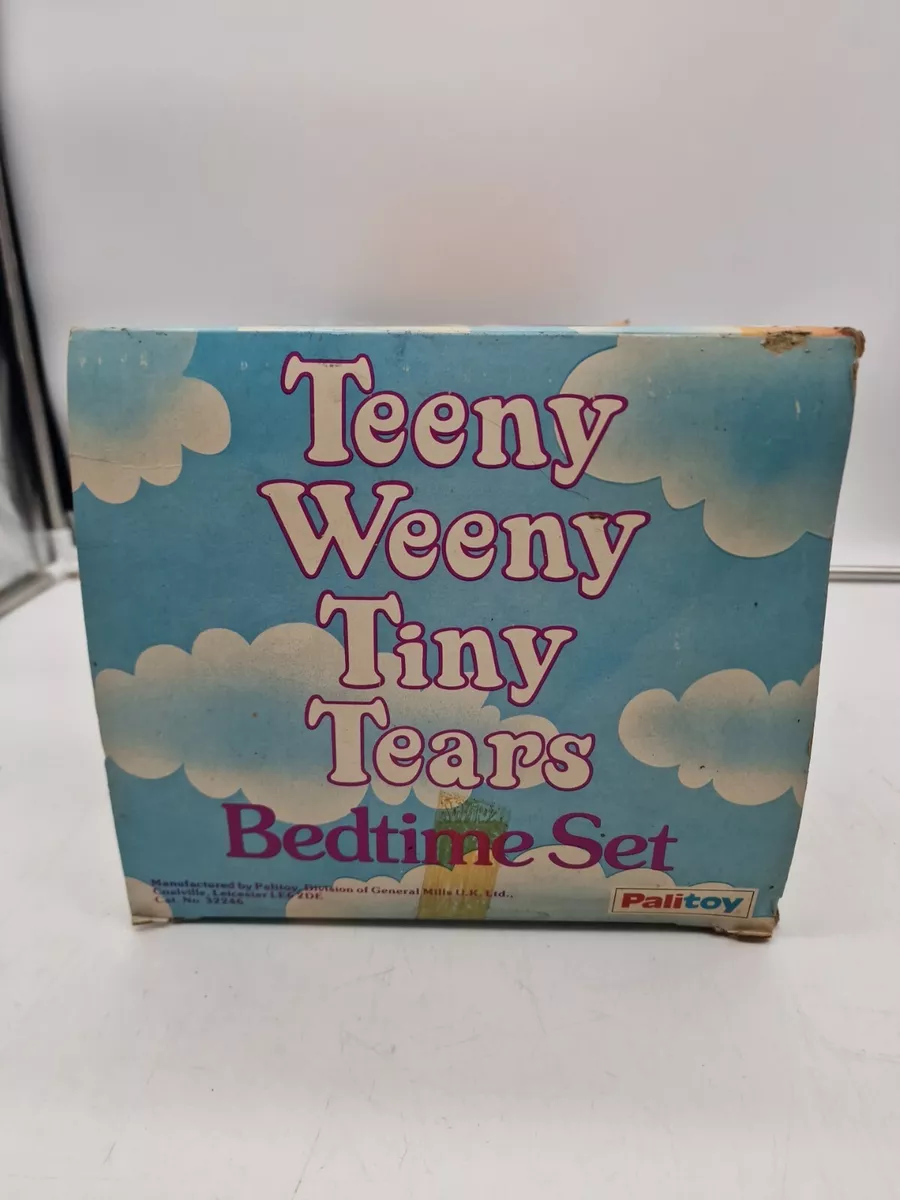 Teeny
Weeny
Tiny
Tears
Bedtime Set
Manufactured by Palitoy, Division of General Mills U.K. Ltd.,
Coalville, Leicester LE6 2DE
Cat. No 32246
Palitoy